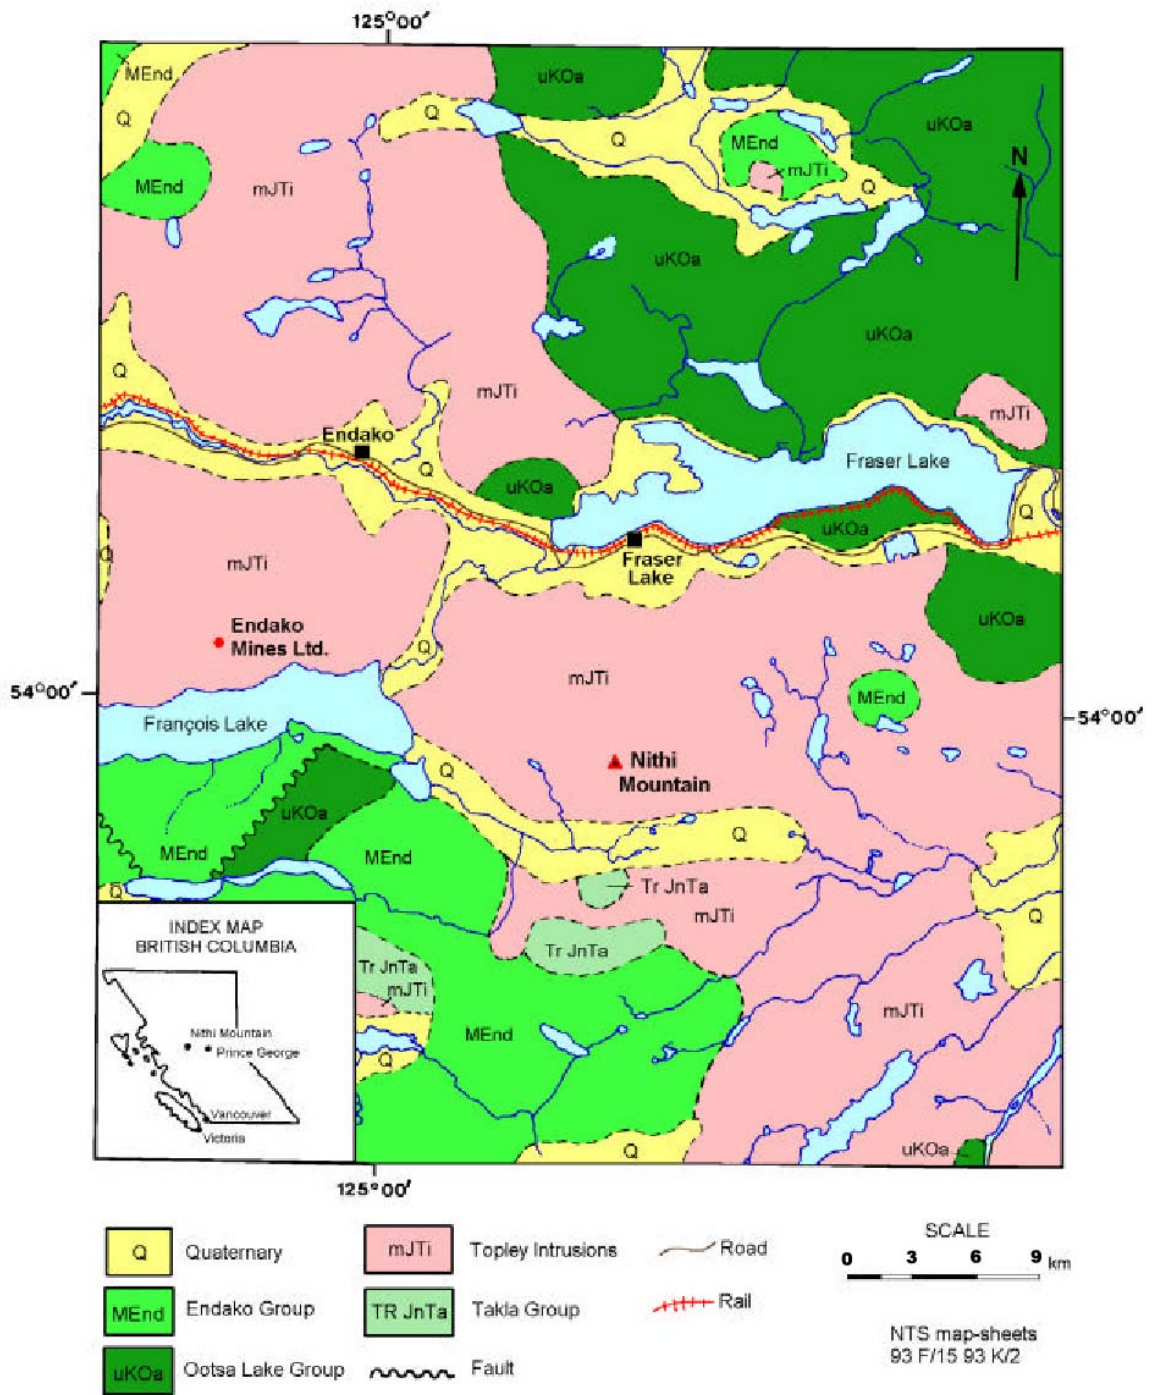 125°00′
MEnd
uKOa
Q
Q
Q
uKOa
MEnd
mJTi
MEnd
mJTi
Q
N
uKOa
uKOa
Q
mJTi
mJTi
Endako
Q
Fraser Lake
uKOa
Q
uKOa
Q
mJTi
Fraser
Lake
uKOa
Endako
Mines Ltd.
Q
mJTi
54°00′
MEnd
54°00′
François Lake
Nithi
Mountain
Q
uKOa
Q
MEnd
MEnd
Q
Tr JnTa
mJTi
Q
INDEX MAP
BRITISH COLUMBIA
Tr JnTa
Tr JnTa
mJTi
mJTi
MEnd
Nithi Mountain
Prince George
Q
Vancouver
Victoria
Q
uKOa
125°00′
Q Quaternary
mJTi Topley Intrusions
Road
SCALE
0 3 6 9 km
MEnd Endako Group
TR JnTa Takla Group
Rail
NTS map-sheets
93 F/15 93 K/2
uKOa Ootsa Lake Group
Fault